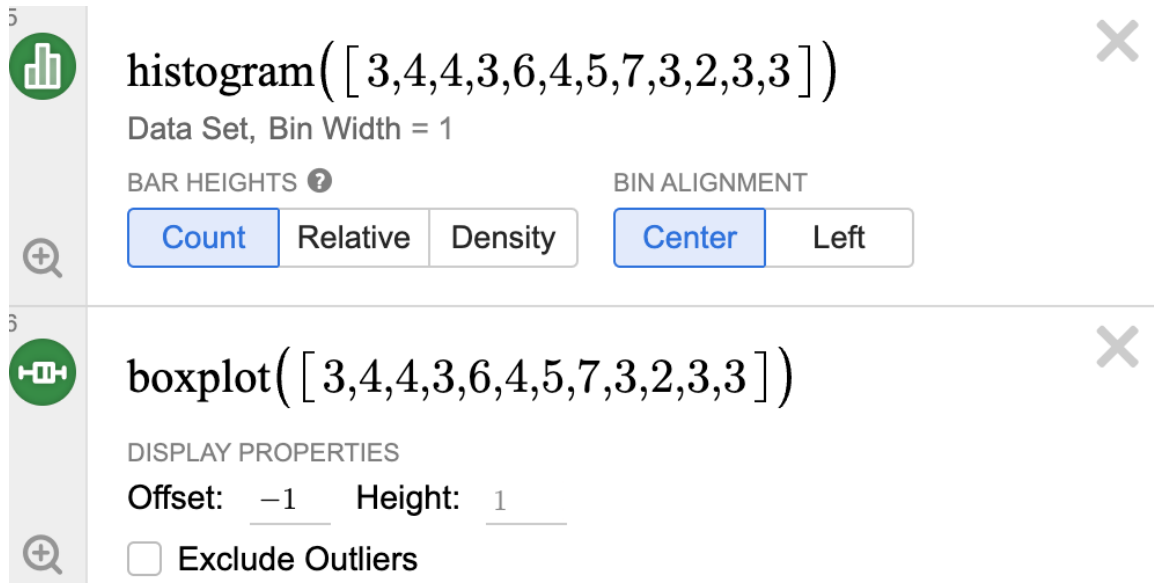 5
histogram([3,4,4,3,6,4,5,7,3,2,3,3])
Data Set, Bin Width = 1
BAR HEIGHTS ? BIN ALIGNMENT
Count Relative Density Center Left
6
boxplot([3,4,4,3,6,4,5,7,3,2,3,3])
DISPLAY PROPERTIES
Offset: −1 Height: 1
Exclude Outliers